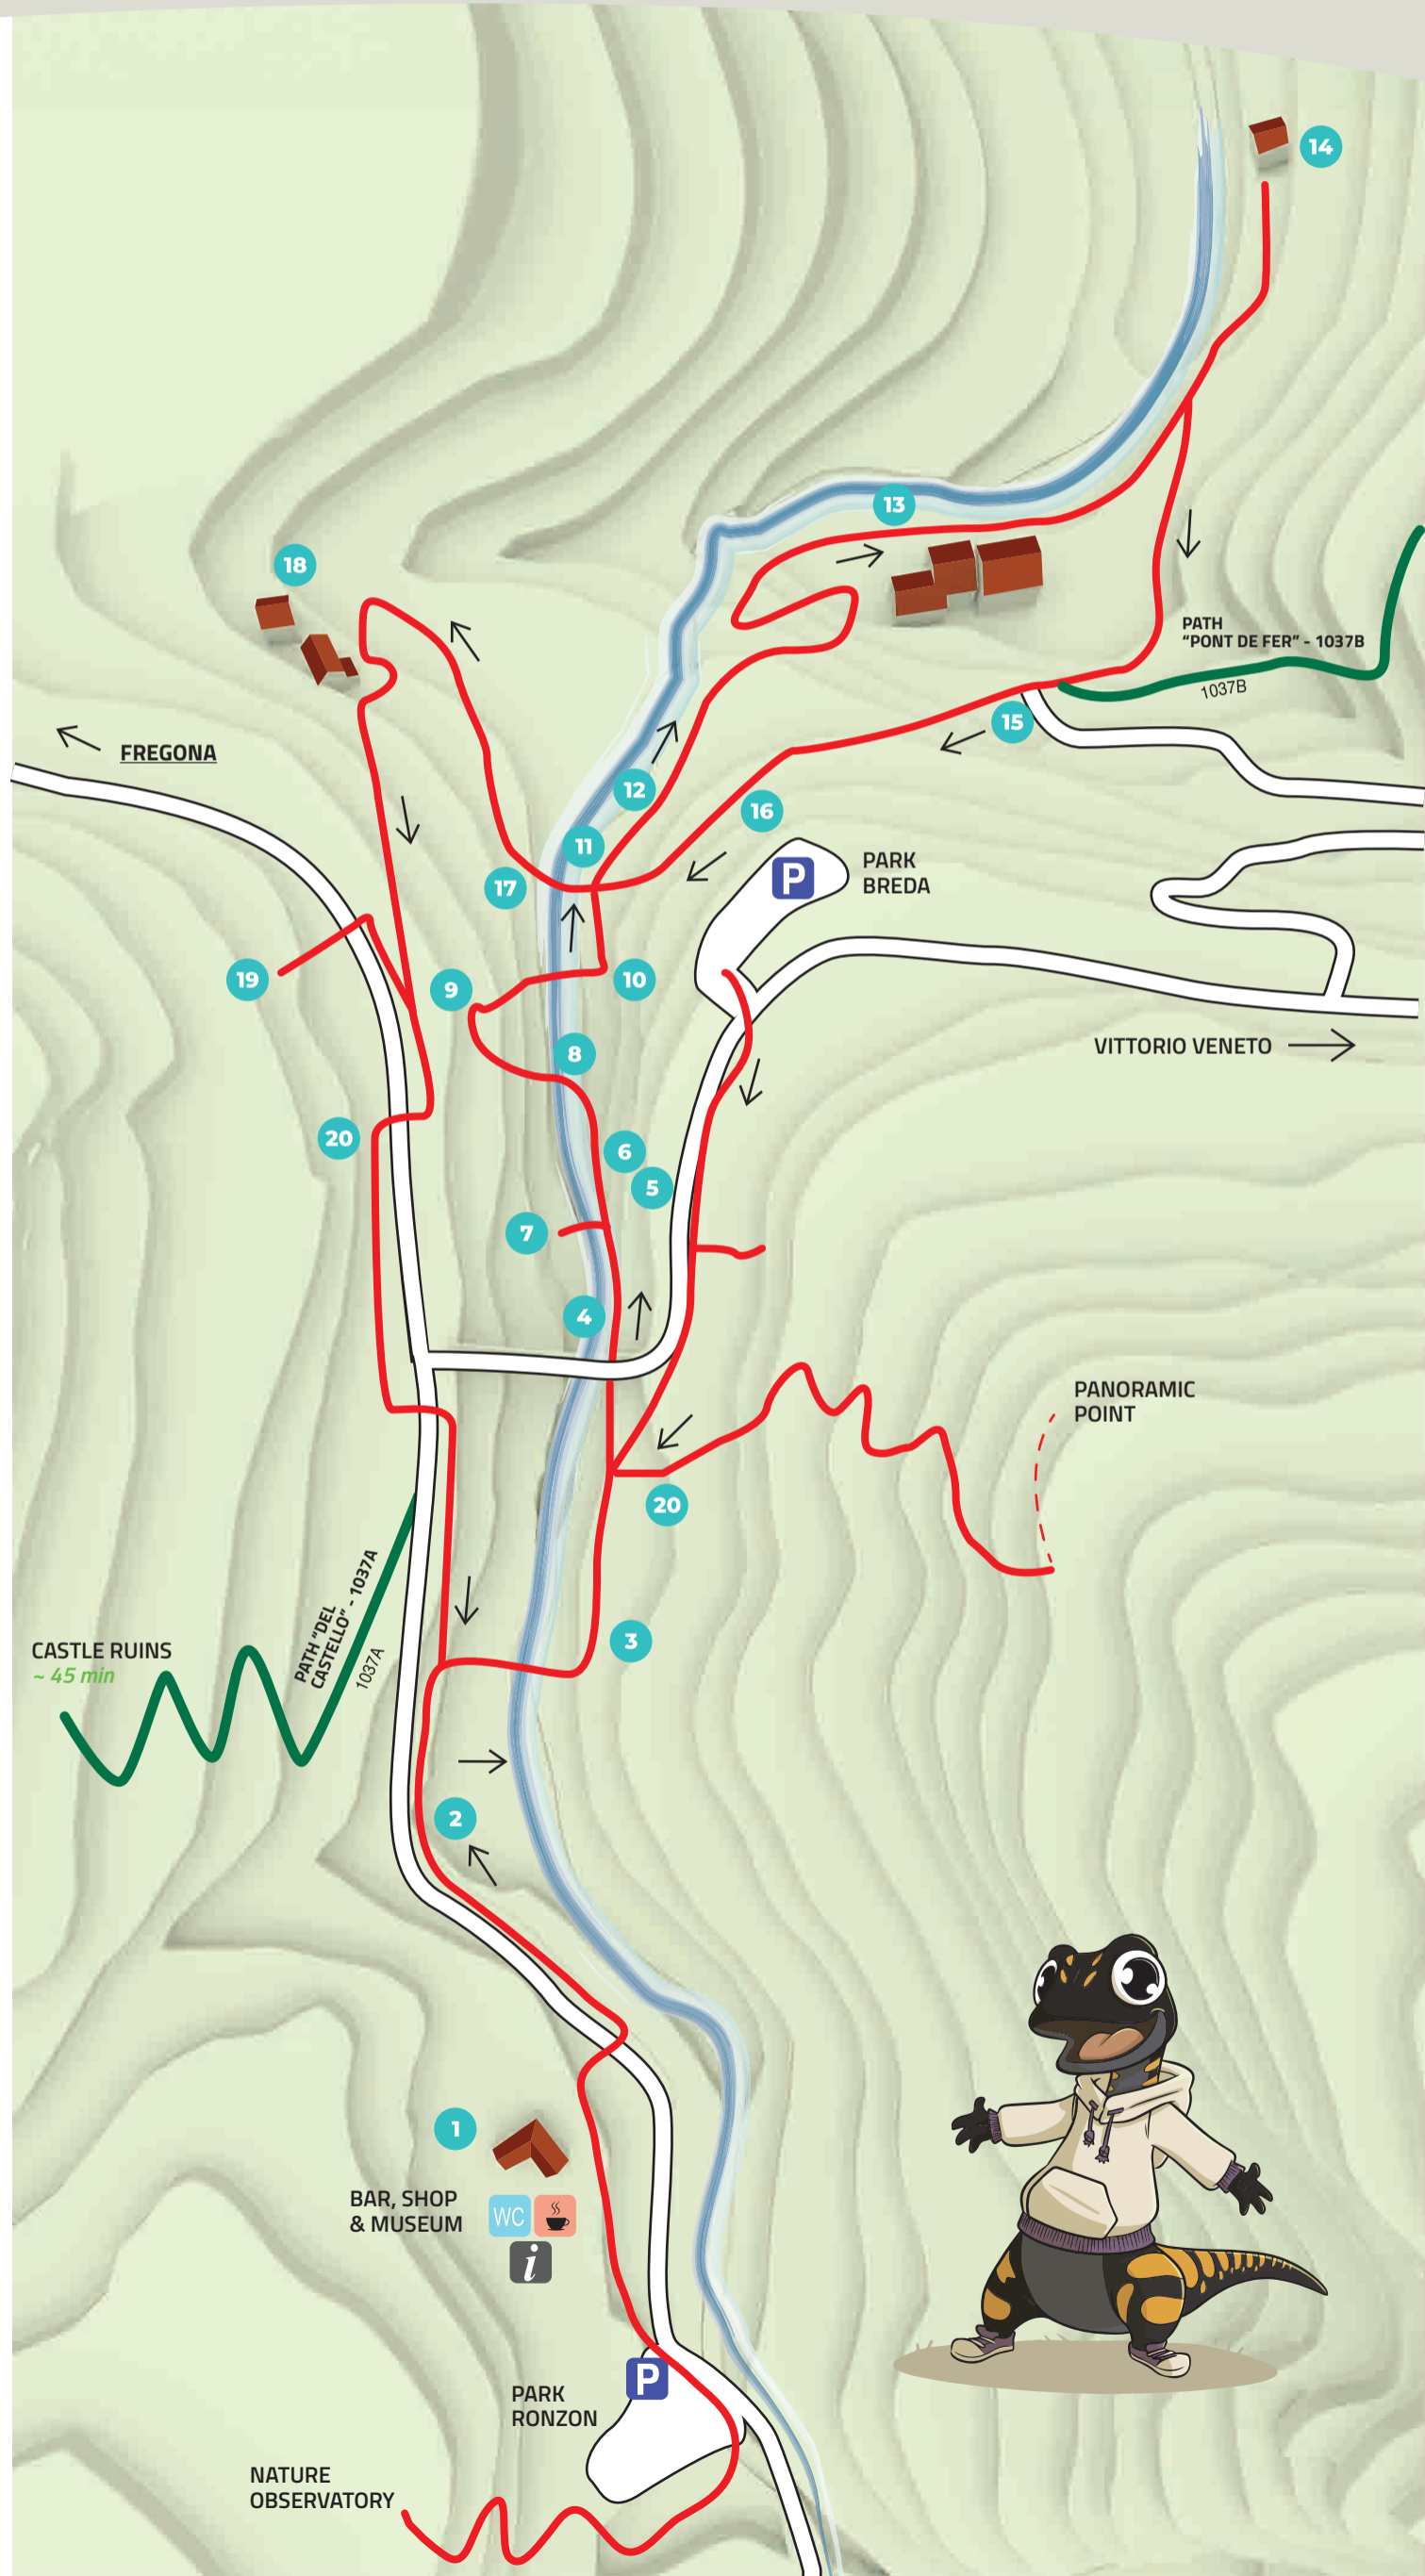 14
13
18
PATH
"PONT DE FER" - 1037B
1037B
15
FREGONA
12
16
11
17
P
PARK
BREDA
19
9
10
VITTORIO VENETO
8
20
6
5
7
4
PANORAMIC
POINT
20
PATH "DEL
CASTELLO" - 1037A
1037A
3
CASTLE RUINS
~ 45 min
2
1
BAR, SHOP
& MUSEUM
WC
i
P
PARK
RONZON
NATURE
OBSERVATORY